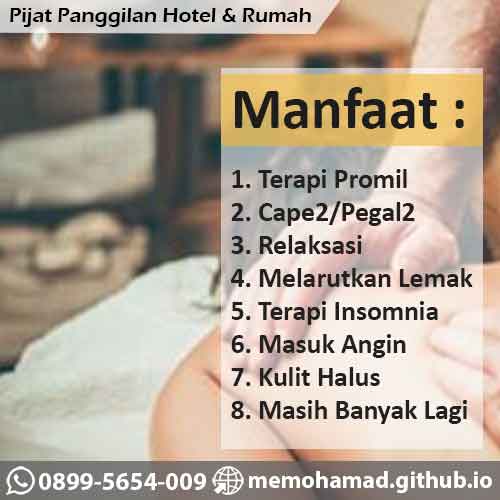 Pijat Panggilan Hotel & Rumah
Manfaat :
1. Terapi Promil
2. Cape2/Pegal2
3. Relaksasi
4. Melarutkan Lemak
5. Terapi Insomnia
6. Masuk Angin
7. Kulit Halus
8. Masih Banyak Lagi
0899-5654-009 memohamad.github.io